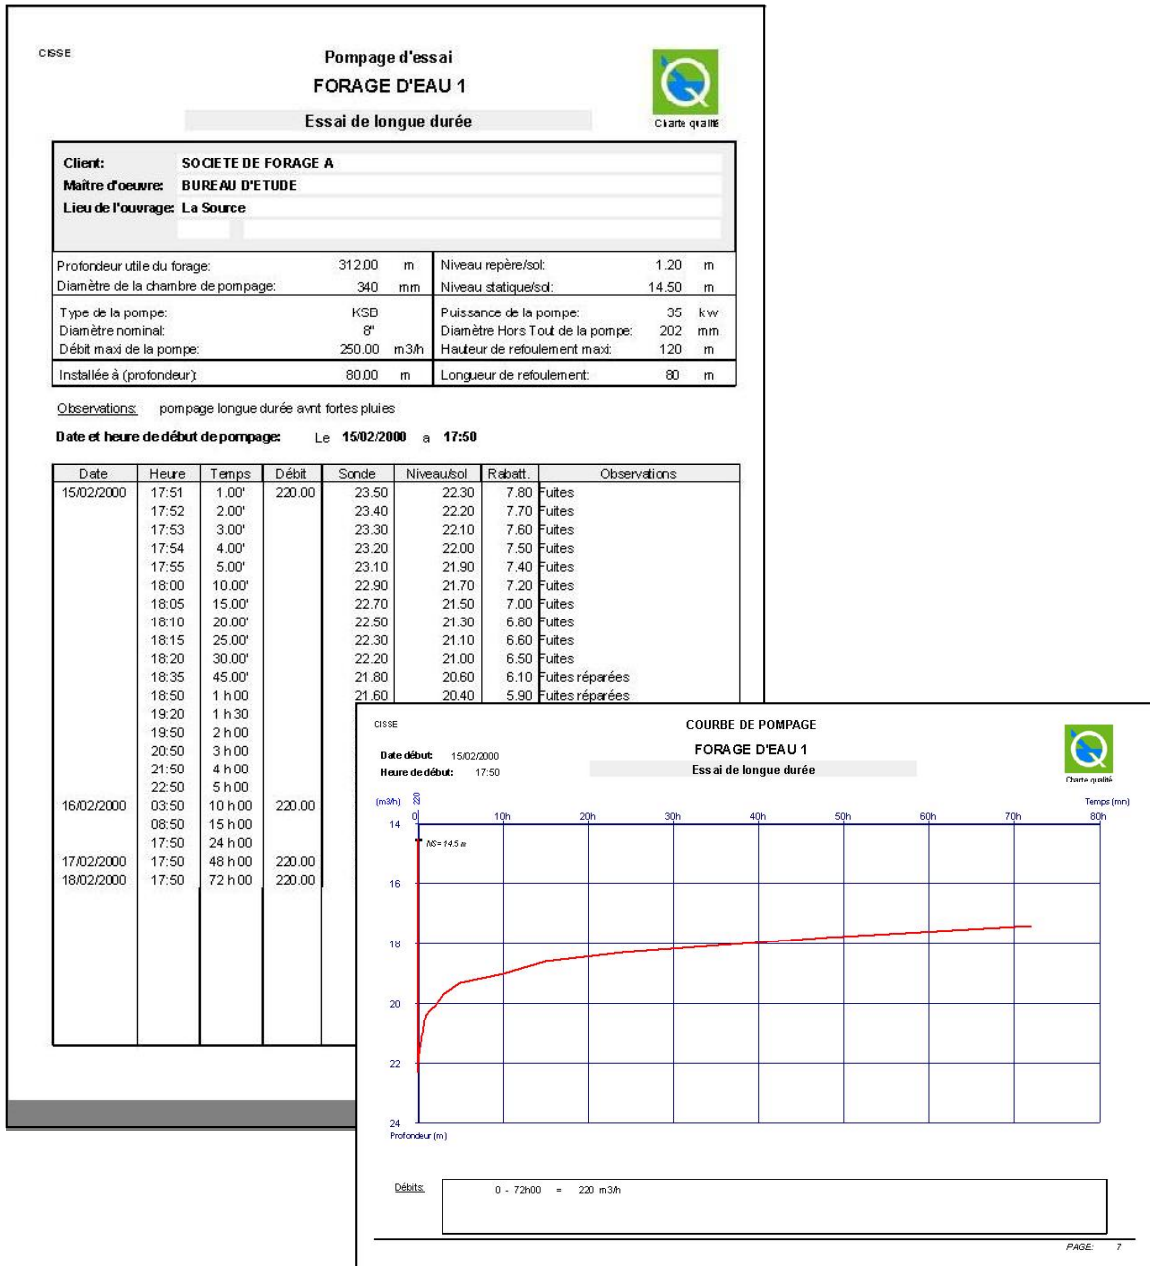 CISSE
Pompage d'essai
FORAGE D'EAU 1
Essai de longue durée
Charte qualité
Client: SOCIETE DE FORAGE A
Maître d'oeuvre: BUREAU D'ETUDE
Lieu de l'ouvrage: La Source
Profondeur utile du forage: 312.00 m Niveau repère/sol: 1.20 m
Diamètre de la chambre de pompage: 340 mm Niveau statique/sol: 14.50 m
Type de la pompe: KSB Puissance de la pompe: 35 kw
Diamètre nominal: 8" Diamètre Hors Tout de la pompe: 202 mm
Débit maxi de la pompe: 250.00 m3/h Hauteur de refoulement maxi: 120 m
Installée à (profondeur): 80.00 m Longueur de refoulement: 80 m
Observations: pompage longue durée avnt fortes pluies
Date et heure de début de pompage: Le 15/02/2000 a 17:50
Date Heure Temps Débit Sonde Niveau/sol Rabatt. Observations
15/02/2000 17:51 1.00' 220.00 23.50 22.30 7.80 Fuites
17:52 2.00' 23.40 22.20 7.70 Fuites
17:53 3.00' 23.30 22.10 7.60 Fuites
17:54 4.00' 23.20 22.00 7.50 Fuites
17:55 5.00' 23.10 21.90 7.40 Fuites
18:00 10.00' 22.90 21.70 7.20 Fuites
18:05 15.00' 22.70 21.50 7.00 Fuites
18:10 20.00' 22.50 21.30 6.80 Fuites
18:15 25.00' 22.30 21.10 6.60 Fuites
18:20 30.00' 22.20 21.00 6.50 Fuites
18:35 45.00' 21.80 20.60 6.10 Fuites réparées
18:50 1 h 00 21.60 20.40 5.90 Fuites réparées
19:20 1 h 30
19:50 2 h 00
20:50 3 h 00
21:50 4 h 00
22:50 5 h 00
16/02/2000 03:50 10 h 00 220.00
08:50 15 h 00
17:50 24 h 00
17/02/2000 17:50 48 h 00 220.00
18/02/2000 17:50 72 h 00 220.00
CISSE
COURBE DE POMPAGE
FORAGE D'EAU 1
Essai de longue durée
Charte qualité
Date début: 15/02/2000
Heure de début: 17:50
(m3/h) 220 Temps (mn)
0 10h 20h 30h 40h 50h 60h 70h 80h
14
NS= 14.5 m
16
18
20
22
24
Profondeur (m)
Débits: 0 - 72h00 = 220 m3/h
PAGE: 7